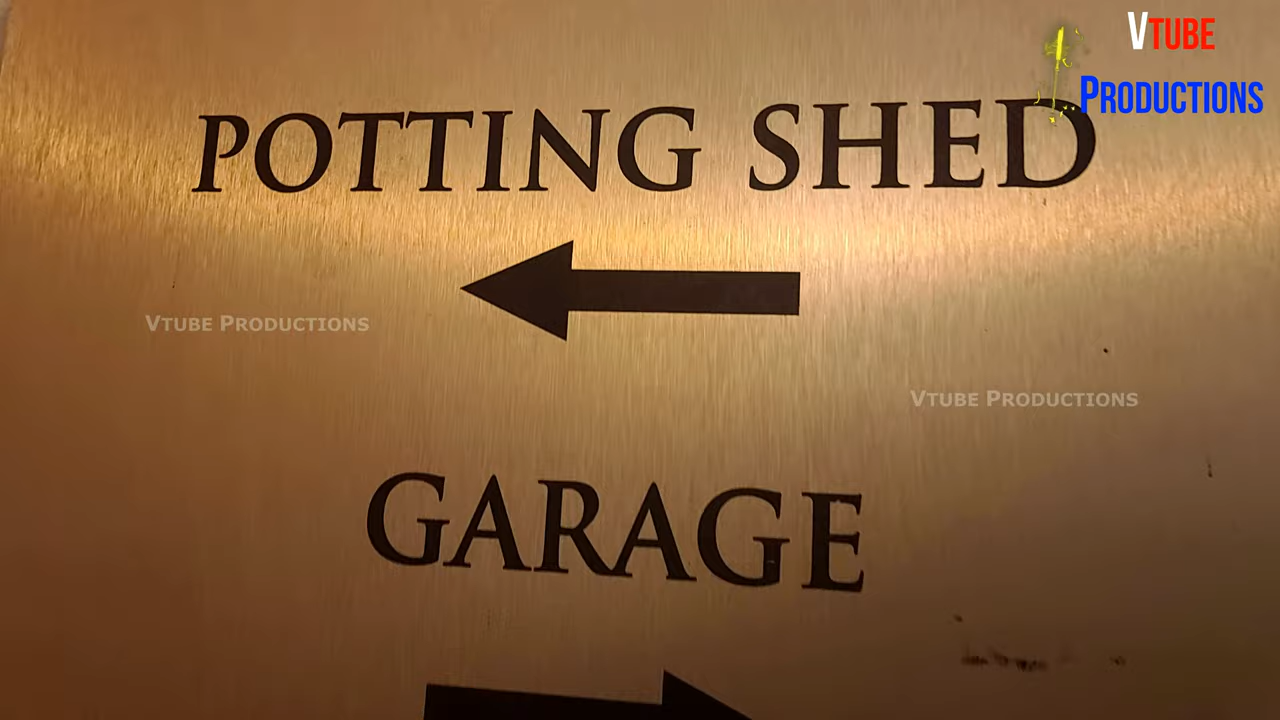 VTUBE
PRODUCTIONS
POTTING SHED
VTUBE PRODUCTIONS
VTUBE PRODUCTIONS
GARAGE